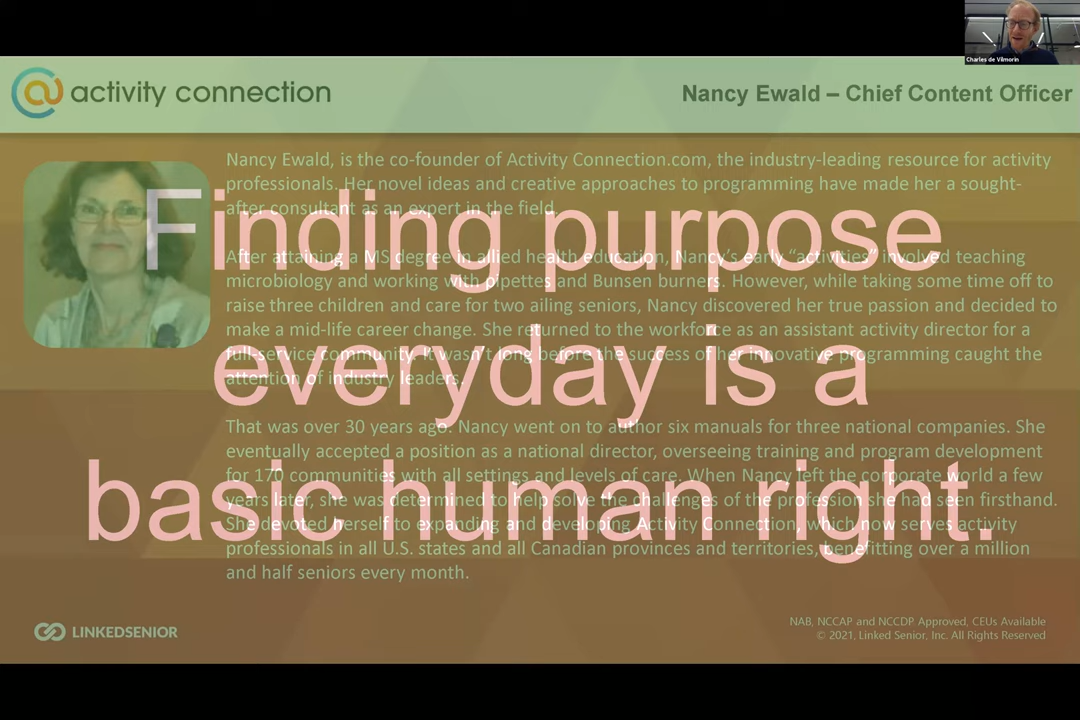 Charles de Vilmorin
activity connection
Nancy Ewald – Chief Content Officer
Nancy Ewald, is the co-founder of Activity Connection.com, the industry-leading resource for activity
professionals. Her novel ideas and creative approaches to programming have made her a sought-
after consultant as an expert in the field.
Finding purpose
After attaining a MS degree in allied health education, Nancy's early “activities” involved teaching
microbiology and working with pipettes and Bunsen burners. However, while taking some time off to
raise three children and care for two ailing seniors, Nancy discovered her true passion and decided to
make a mid-life career change. She returned to the workforce as an assistant activity director for a
full-service community. It wasn't long before the success of her innovative programming caught the
attention of industry leaders.
everyday is a
That was over 30 years ago. Nancy went on to author six manuals for three national companies. She
eventually accepted a position as a national director, overseeing training and program development
for 170 communities with all settings and levels of care. When Nancy left the corporate world a few
years later, she was determined to help solve the challenges of the profession she had seen firsthand.
She devoted herself to expanding and developing Activity Connection, which now serves activity
professionals in all U.S. states and all Canadian provinces and territories, benefitting over a million
and half seniors every month.
basic human right.
LINKEDSENIOR
NAB, NCCAP and NCCDP Approved, CEUs Available
© 2021, Linked Senior, Inc. All Rights Reserved